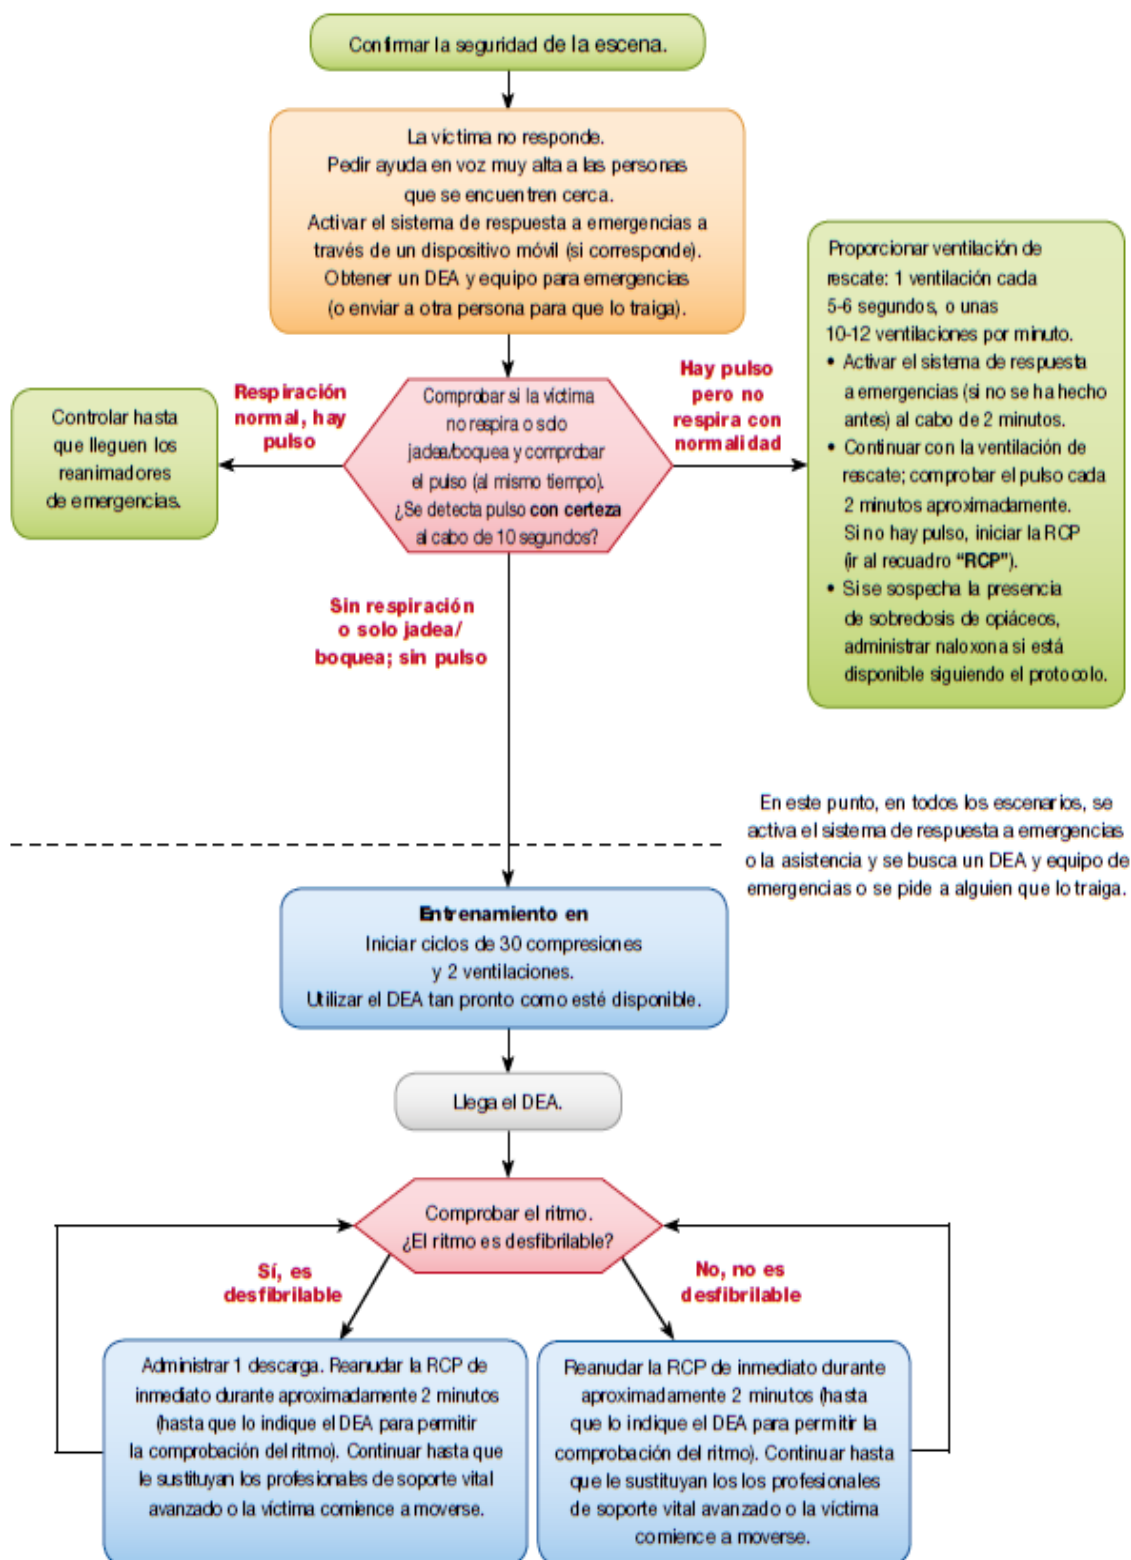 Confirmar la seguridad de la escena.
La víctima no responde.
Pedir ayuda en voz muy alta a las personas
que se encuentren cerca.
Activar el sistema de respuesta a emergencias a
través de un dispositivo móvil (si corresponde).
Obtener un DEA y equipo para emergencias
(o enviar a otra persona para que lo traiga).
Respiración
normal, hay
pulso
Controlar hasta
que lleguen los
reanimadores
de emergencias.
Comprobar si la víctima
no respira o solo
jadea/boquea y comprobar
el pulso (al mismo tiempo).
¿Se detecta pulso con certeza
al cabo de 10 segundos?
Hay pulso
pero no
respira con
normalidad
Proporcionar ventilación de
rescate: 1 ventilación cada
5-6 segundos, o unas
10-12 ventilaciones por minuto.
• Activar el sistema de respuesta
a emergencias (si no se ha hecho
antes) al cabo de 2 minutos.
• Continuar con la ventilación de
rescate; comprobar el pulso cada
2 minutos aproximadamente.
Si no hay pulso, iniciar la RCP
(ir al recuadro “RCP”).
• Si se sospecha la presencia
de sobredosis de opiáceos,
administrar naloxona si está
disponible siguiendo el protocolo.
Sin respiración
o solo jadea/
boquea; sin pulso
En este punto, en todos los escenarios, se
activa el sistema de respuesta a emergencias
o la asistencia y se busca un DEA y equipo de
emergencias o se pide a alguien que lo traiga.
Entrenamiento en
Iniciar ciclos de 30 compresiones
y 2 ventilaciones.
Utilizar el DEA tan pronto como esté disponible.
Llega el DEA.
Comprobar el ritmo.
¿El ritmo es desfibrilable?
Sí, es
desfibrilable
No, no es
desfibrilable
Administrar 1 descarga. Reanudar la RCP de
inmediato durante aproximadamente 2 minutos
(hasta que lo indique el DEA para permitir
la comprobación del ritmo). Continuar hasta que
le sustituyan los profesionales de soporte vital
avanzado o la víctima comience a moverse.
Reanudar la RCP de inmediato durante
aproximadamente 2 minutos (hasta
que lo indique el DEA para permitir la
comprobación del ritmo). Continuar hasta
que le sustituyan los los profesionales
de soporte vital avanzado o la víctima
comience a moverse.